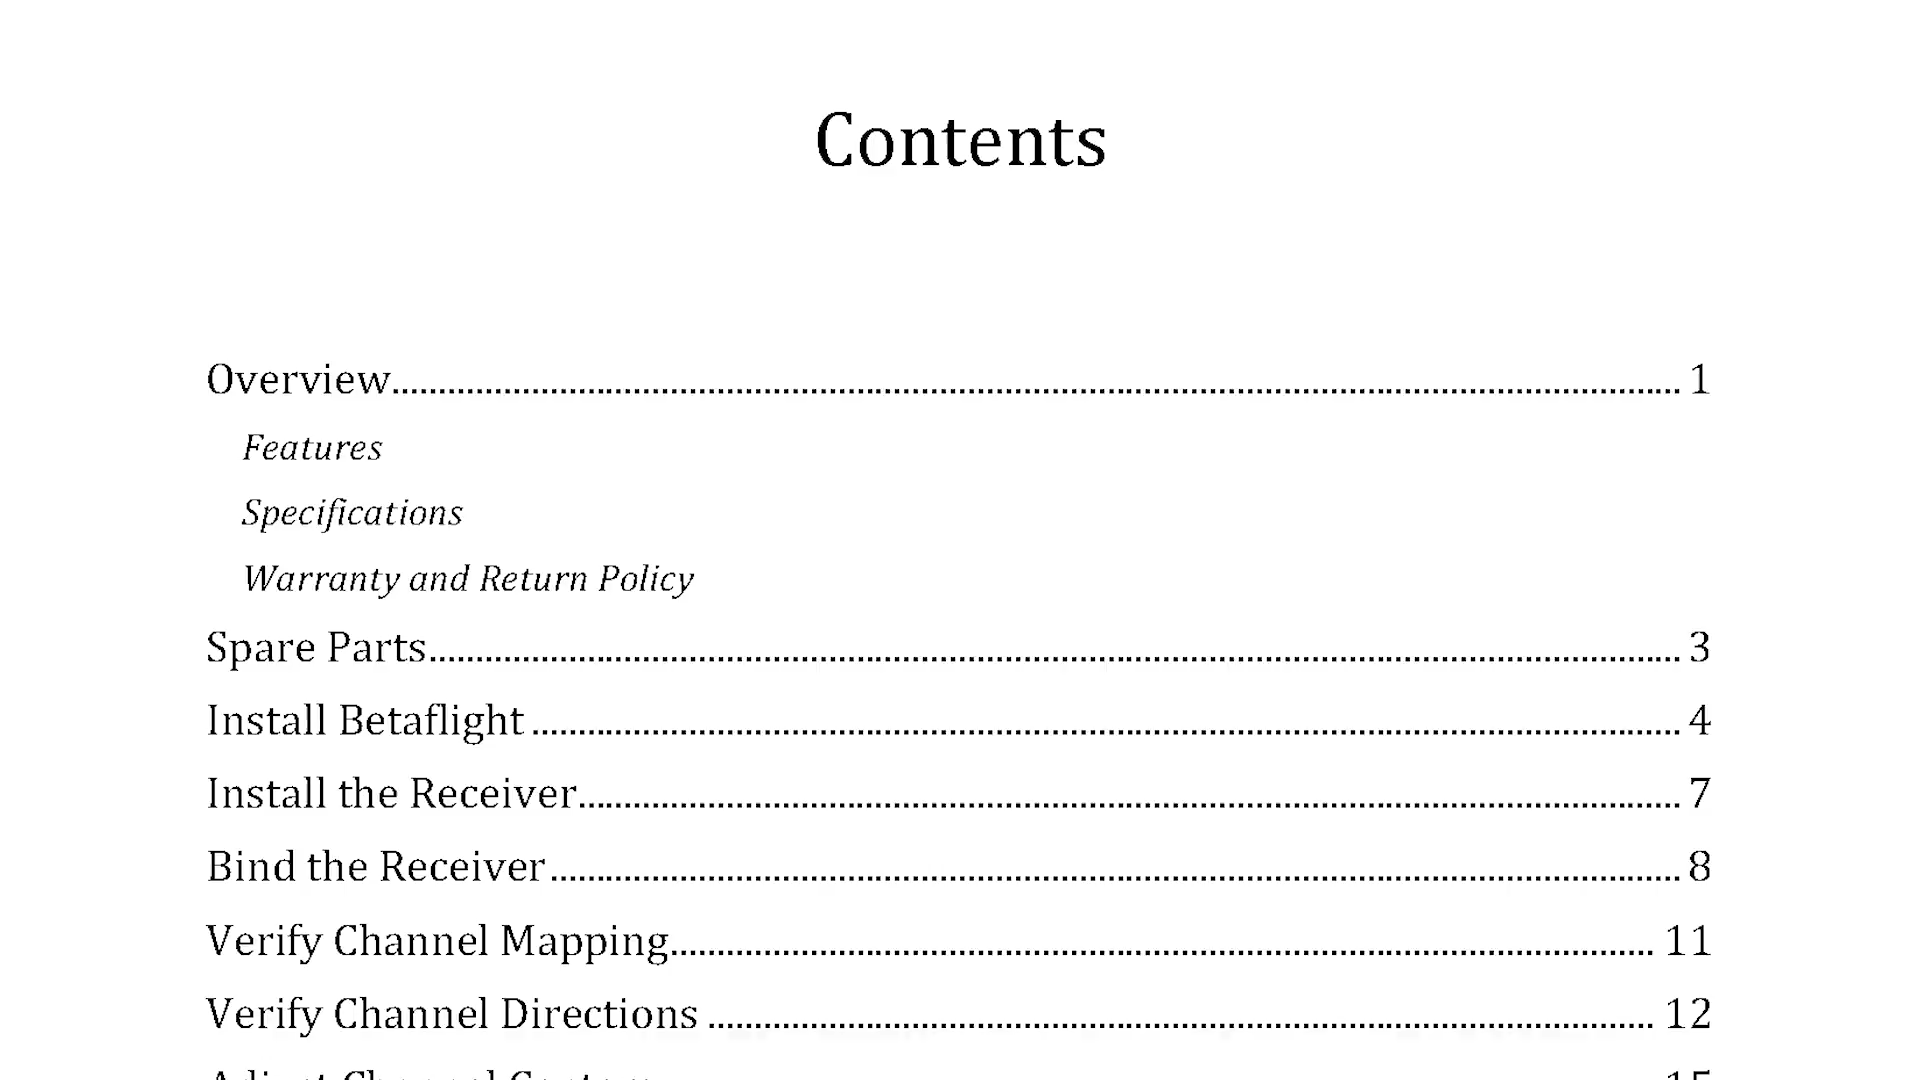 Contents
Overview........................................................ 1
Features
Specifications
Warranty and Return Policy
Spare Parts........................................................ 3
Install Betaflight........................................................ 4
Install the Receiver........................................................ 7
Bind the Receiver........................................................ 8
Verify Channel Mapping........................................................ 11
Verify Channel Directions ........................................................ 12